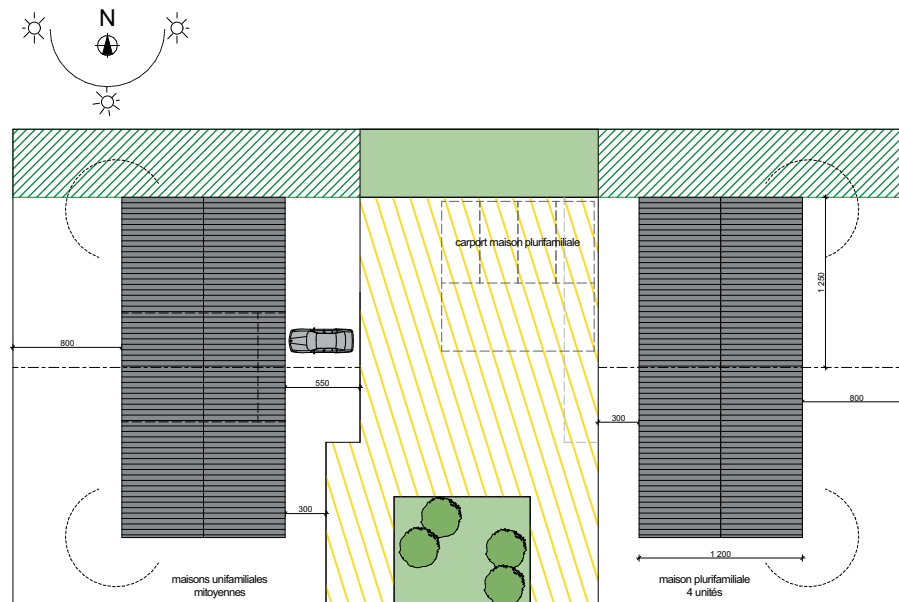 N
carport maison plurifamiliale
1 250
800
550
800
300
300
1 200
maisons unifamiliales
mitoyennes
maison plurifamiliale
4 unités